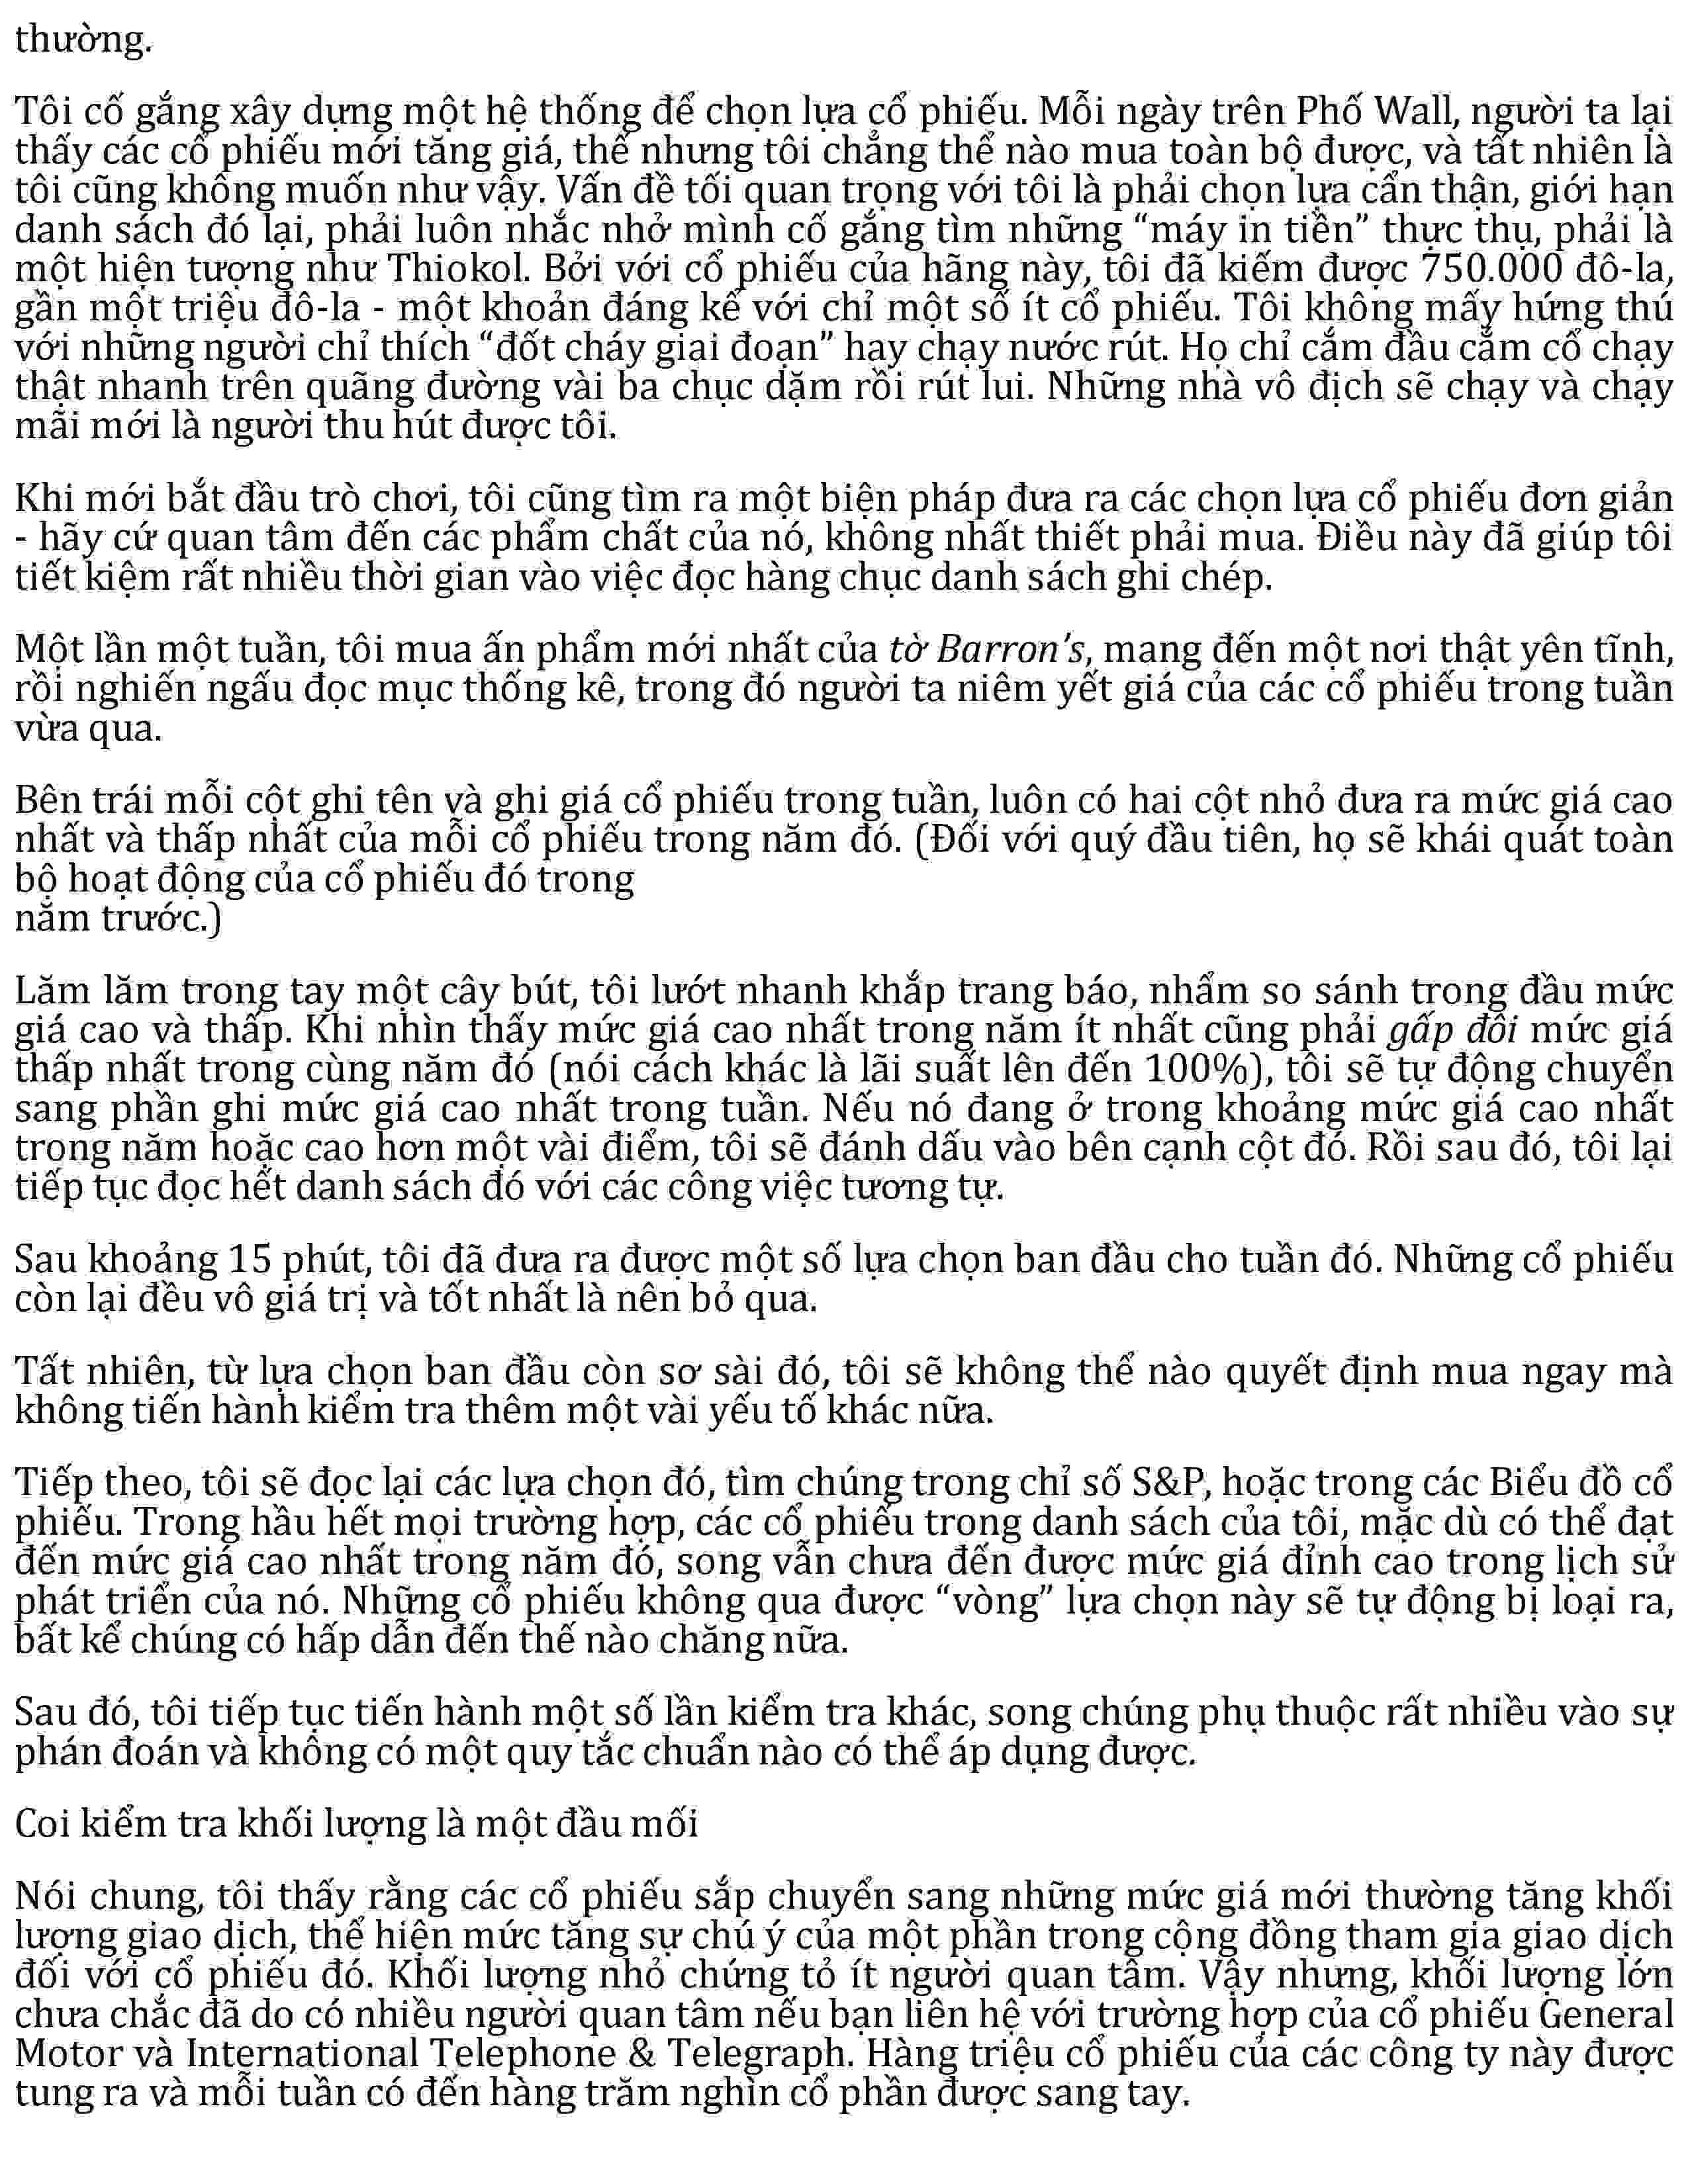 thường.
Tôi cố gắng xây dựng một hệ thống để chọn lựa cổ phiếu. Mỗi ngày trên Phố Wall, người ta lại
thấy các cổ phiếu mới tăng giá, thế nhưng tôi chẳng thể nào mua toàn bộ được, và tất nhiên là
tôi cũng không muốn như vậy. Vấn đề tối quan trọng với tôi là phải chọn lựa cẩn thận, giới hạn
danh sách đó lại, phải luôn nhắc nhở mình cố gắng tìm những “máy in tiền” thực thụ, phải là
một hiện tượng như Thiokol. Bởi với cổ phiếu của hãng này, tôi đã kiếm được 750.000 đô-la,
gần một triệu đô-la - một khoản đáng kể với chỉ một số ít cổ phiếu. Tôi không mấy hứng thú
với những người chỉ thích “đốt cháy giai đoạn” hay chạy nước rút. Họ chỉ cắm đầu cắm cổ chạy
thật nhanh trên quãng đường vài ba chục dặm rồi rút lui. Những nhà vô địch sẽ chạy và chạy
mãi mới là người thu hút được tôi.
Khi mới bắt đầu trò chơi, tôi cũng tìm ra một biện pháp đưa ra các chọn lựa cổ phiếu đơn giản
- hãy cứ quan tâm đến các phẩm chất của nó, không nhất thiết phải mua. Điều này đã giúp tôi
tiết kiệm rất nhiều thời gian vào việc đọc hàng chục danh sách ghi chép.
Một lần một tuần, tôi mua ấn phẩm mới nhất của tờ Barron’s, mang đến một nơi thật yên tĩnh,
rồi nghiến ngấu đọc mục thống kê, trong đó người ta niêm yết giá của các cổ phiếu trong tuần
vừa qua.
Bên trái mỗi cột ghi tên và ghi giá cổ phiếu trong tuần, luôn có hai cột nhỏ đưa ra mức giá cao
nhất và thấp nhất của mỗi cổ phiếu trong năm đó. (Đối với quý đầu tiên, họ sẽ khái quát toàn
bộ hoạt động của cổ phiếu đó trong
năm trước.)
Lăm lăm trong tay một cây bút, tôi lướt nhanh khắp trang báo, nhẩm so sánh trong đầu mức
giá cao và thấp. Khi nhìn thấy mức giá cao nhất trong năm ít nhất cũng phải gấp đôi mức giá
thấp nhất trong cùng năm đó (nói cách khác là lãi suất lên đến 100%), tôi sẽ tự động chuyển
sang phần ghi mức giá cao nhất trong tuần. Nếu nó đang ở trong khoảng mức giá cao nhất
trong năm hoặc cao hơn một vài điểm, tôi sẽ đánh dấu vào bên cạnh cột đó. Rồi sau đó, tôi lại
tiếp tục đọc hết danh sách đó với các công việc tương tự.
Sau khoảng 15 phút, tôi đã đưa ra được một số lựa chọn ban đầu cho tuần đó. Những cổ phiếu
còn lại đều vô giá trị và tốt nhất là nên bỏ qua.
Tất nhiên, từ lựa chọn ban đầu còn sơ sài đó, tôi sẽ không thể nào quyết định mua ngay mà
không tiến hành kiểm tra thêm một vài yếu tố khác nữa.
Tiếp theo, tôi sẽ đọc lại các lựa chọn đó, tìm chúng trong chỉ số S&P, hoặc trong các Biểu đồ cổ
phiếu. Trong hầu hết mọi trường hợp, các cổ phiếu trong danh sách của tôi, mặc dù có thể đạt
đến mức giá cao nhất trong năm đó, song vẫn chưa đến được mức giá đỉnh cao trong lịch sử
phát triển của nó. Những cổ phiếu không qua được “vòng” lựa chọn này sẽ tự động bị loại ra,
bất kể chúng có hấp dẫn đến thế nào chăng nữa.
Sau đó, tôi tiếp tục tiến hành một số lần kiểm tra khác, song chúng phụ thuộc rất nhiều vào sự
phán đoán và không có một quy tắc chuẩn nào có thể áp dụng được.
Coi kiểm tra khối lượng là một đầu mối
Nói chung, tôi thấy rằng các cổ phiếu sắp chuyển sang những mức giá mới thường tăng khối
lượng giao dịch, thể hiện mức tăng sự chú ý của một phần trong cộng đồng tham gia giao dịch
đối với cổ phiếu đó. Khối lượng nhỏ chứng tỏ ít người quan tâm. Vậy nhưng, khối lượng lớn
chưa chắc đã do có nhiều người quan tâm nếu bạn liên hệ với trường hợp của cổ phiếu General
Motor và International Telephone & Telegraph. Hàng triệu cổ phiếu của các công ty này được
tung ra và mỗi tuần có đến hàng trăm nghìn cổ phần được sang tay.